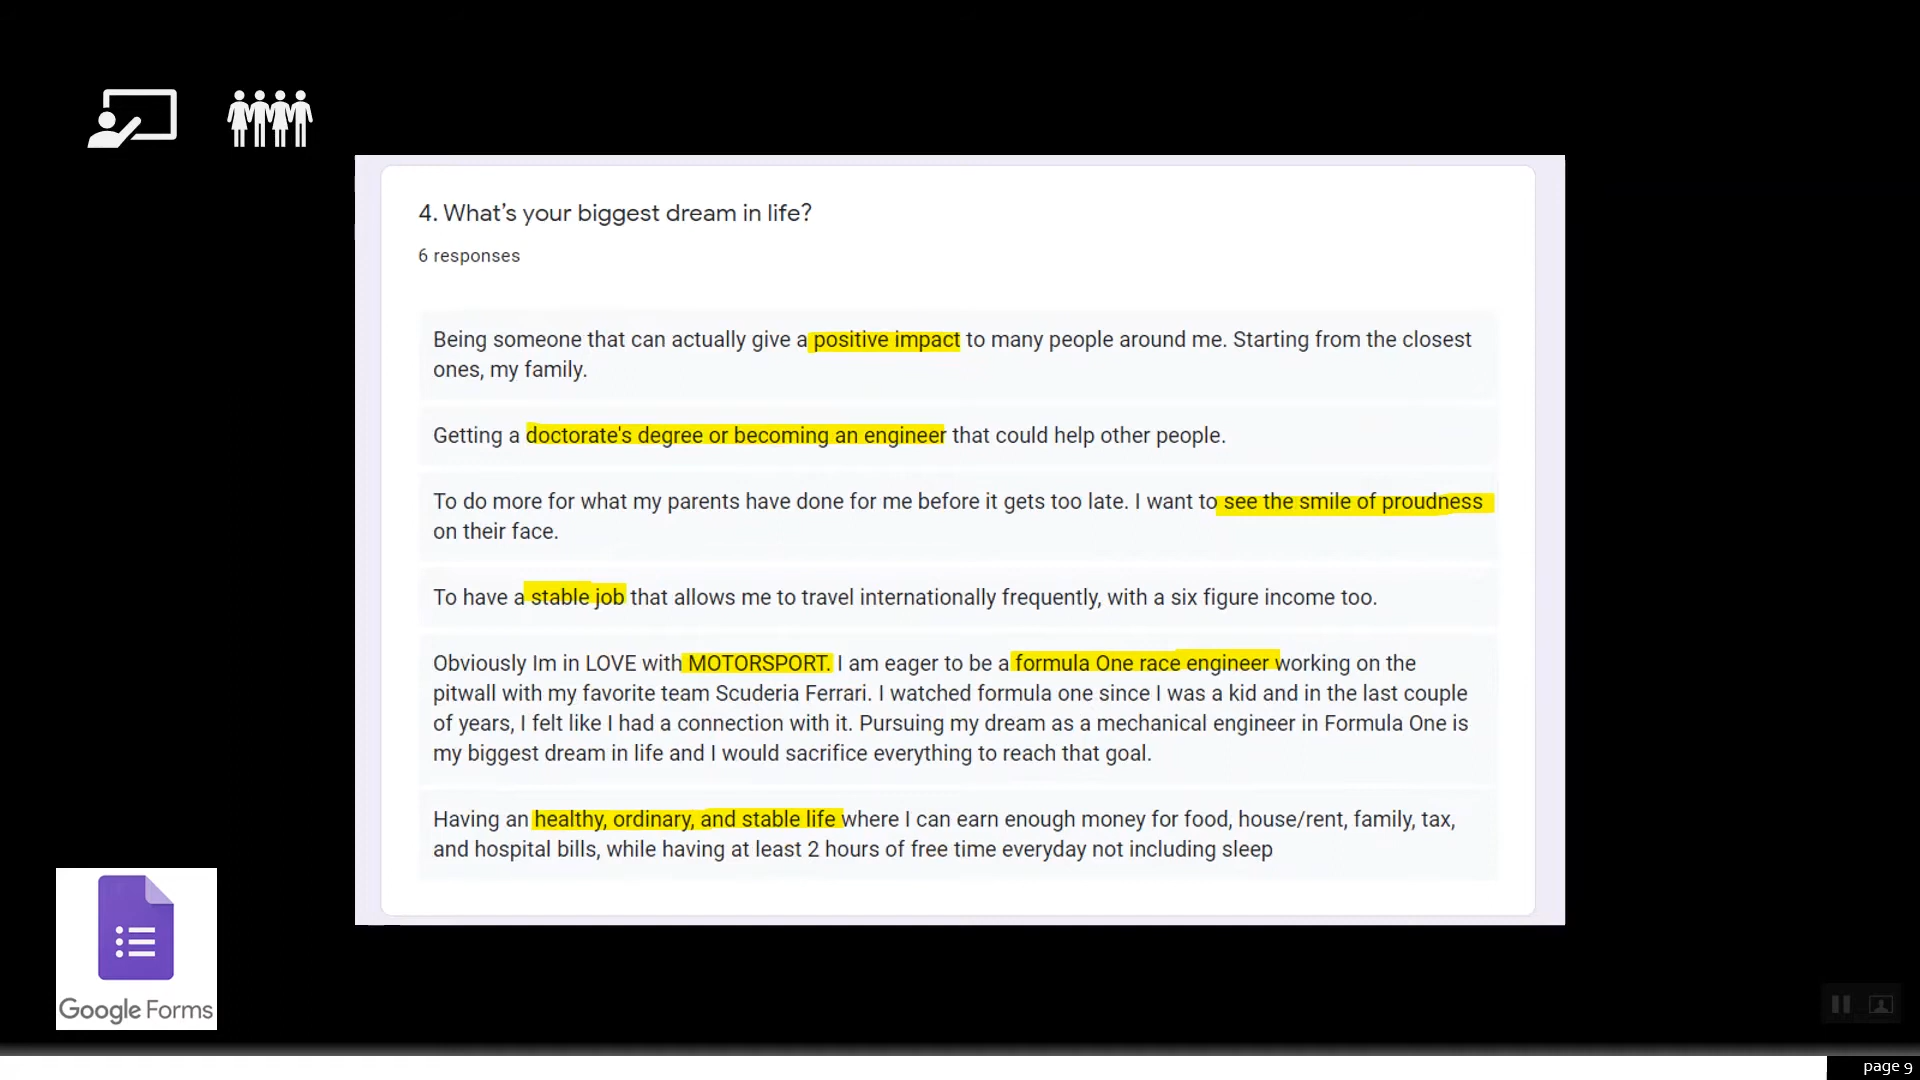 4. What's your biggest dream in life?
6 responses
Being someone that can actually give a positive impact to many people around me. Starting from the closest
ones, my family.
Getting a doctorate's degree or becoming an engineer that could help other people.
To do more for what my parents have done for me before it gets too late. I want to see the smile of proudness
on their face.
To have a stable job that allows me to travel internationally frequently, with a six figure income too.
Obviously Im in LOVE with MOTORSPORT. I am eager to be a formula One race engineer working on the
pitwall with my favorite team Scuderia Ferrari. I watched formula one since I was a kid and in the last couple
of years, I felt like I had a connection with it. Pursuing my dream as a mechanical engineer in Formula One is
my biggest dream in life and I would sacrifice everything to reach that goal.
Having an healthy, ordinary, and stable life where I can earn enough money for food, house/rent, family, tax,
and hospital bills, while having at least 2 hours of free time everyday not including sleep
Google Forms
page 9